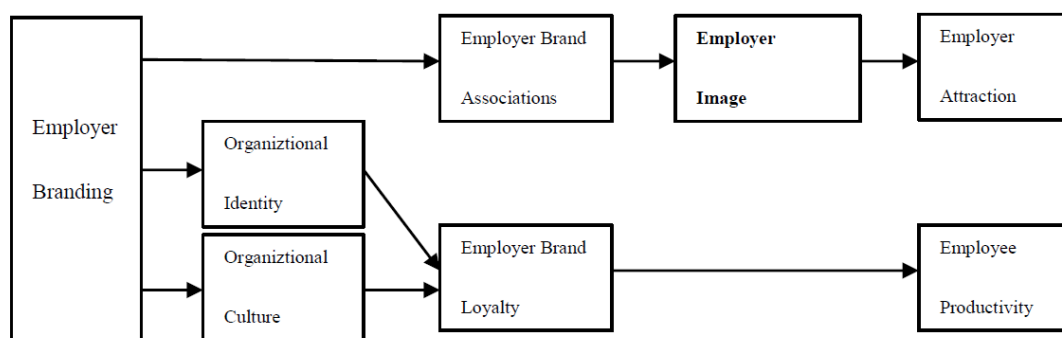 Employer
Branding
Employer Brand
Associations
Employer
Image
Employer
Attraction
Organiztional
Identity
Organiztional
Culture
Employer Brand
Loyalty
Employee
Productivity